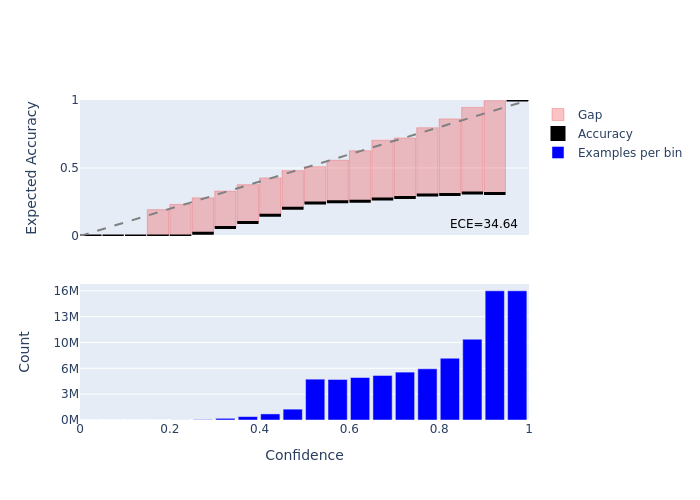 Expected Accuracy
1
0.5
0
ECE=34.64
Gap
Accuracy
Examples per bin
Count
16M
13M
10M
6M
3M
0M
0 0.2 0.4 0.6 0.8 1
Confidence